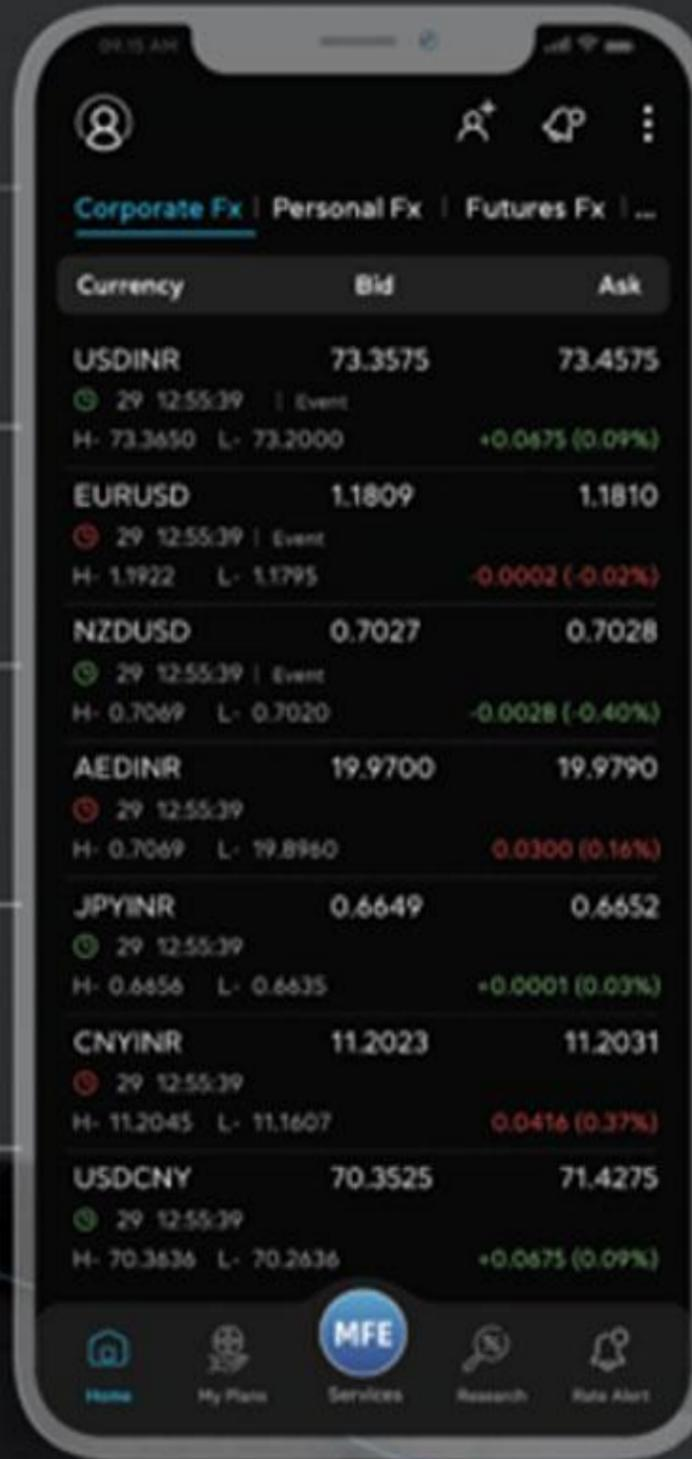 09:15 AM
Corporate Fx | Personal Fx | Futures Fx | ...
Currency Bid Ask
USDINR 73.3575 73.4575
29 12:55:39 | Event
H- 73.3650 L- 73.2000 +0.0675 (0.09%)
EURUSD 1.1809 1.1810
29 12:55:39 | Event
H- 1.1922 L- 1.1795 -0.0002 (-0.02%)
NZDUSD 0.7027 0.7028
29 12:55:39 | Event
H- 0.7069 L- 0.7020 -0.0028 (-0.40%)
AEDINR 19.9700 19.9790
29 12:55:39
H- 0.7069 L- 19.8960 0.0300 (0.16%)
JPYINR 0.6649 0.6652
29 12:55:39
H- 0.6656 L- 0.6635 +0.0001 (0.03%)
CNYINR 11.2023 11.2031
29 12:55:39
H- 11.2045 L- 11.1607 0.0416 (0.37%)
USDCNY 70.3525 71.4275
29 12:55:39
H- 70.3636 L- 70.2636 +0.0675 (0.09%)
MFE
Home My Plans Services Research Rate Alert